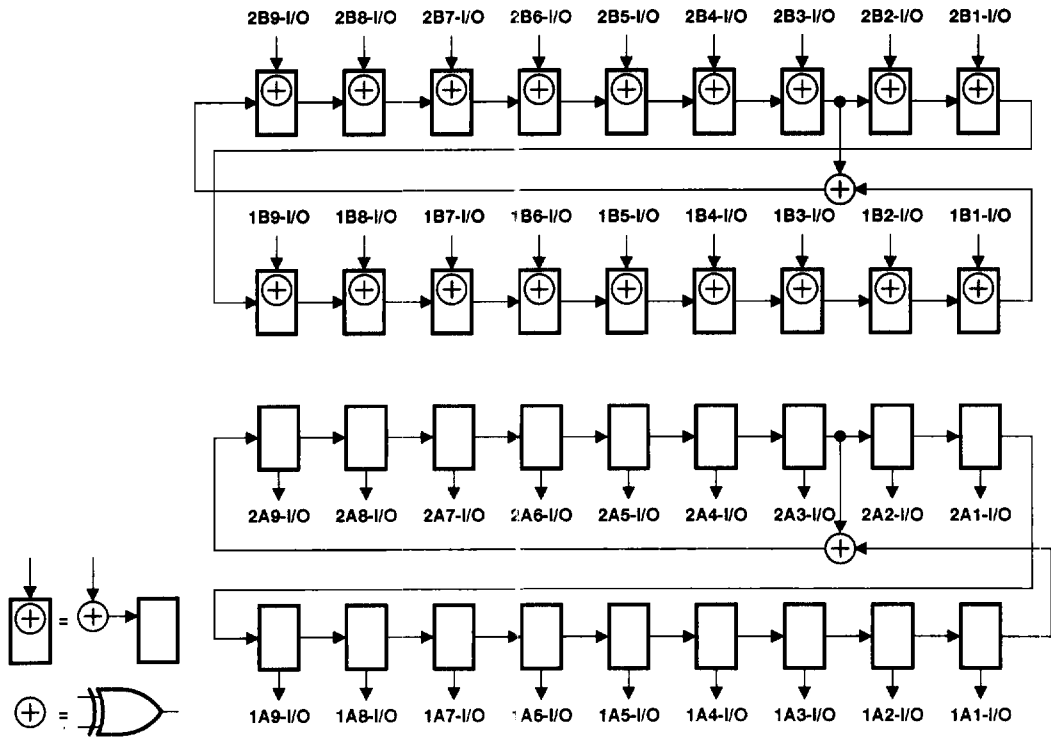 2B9-I/O 2B8-I/O 2B7-I/O 2B6-I/O 2B5-I/O 2B4-I/O 2B3-I/O 2B2-I/O 2B1-I/O
1B9-I/O 1B8-I/O 1B7-I/O 1B6-I/O 1B5-I/O 1B4-I/O 1B3-I/O 1B2-I/O 1B1-I/O
2A9-I/O 2A8-I/O 2A7-I/O 2A6-I/O 2A5-I/O 2A4-I/O 2A3-I/O 2A2-I/O 2A1-I/O
=
=
1A9-I/O 1A8-I/O 1A7-I/O 1A6-I/O 1A5-I/O 1A4-I/O 1A3-I/O 1A2-I/O 1A1-I/O